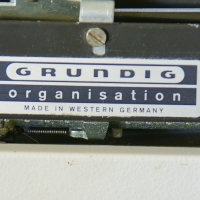 GRUNDIG
organisation
MADE IN WESTERN GERMANY